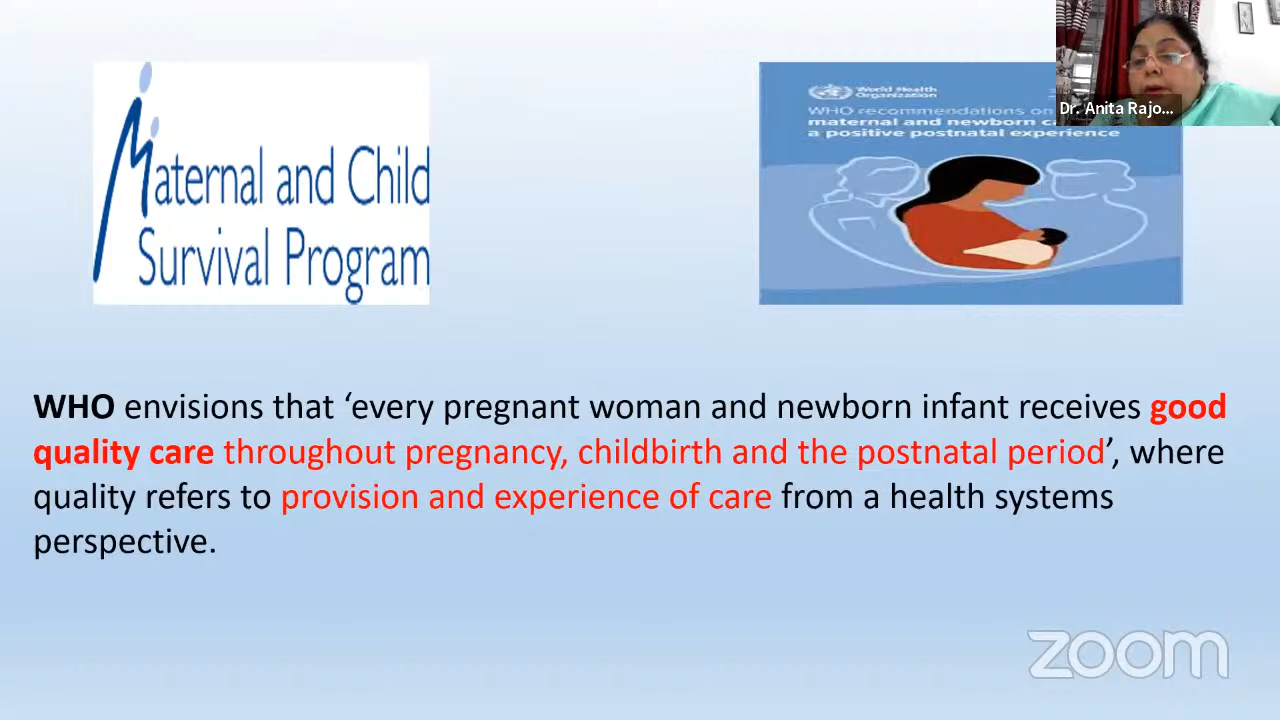 Maternal and Child
Survival Program
World Health
Organization
WHO recommendations on
maternal and newborn
a positive postnatal experience
Dr. Anita Rajo...
WHO envisions that ‘every pregnant woman and newborn infant receives good
quality care throughout pregnancy, childbirth and the postnatal period’, where
quality refers to provision and experience of care from a health systems
perspective.
zoom